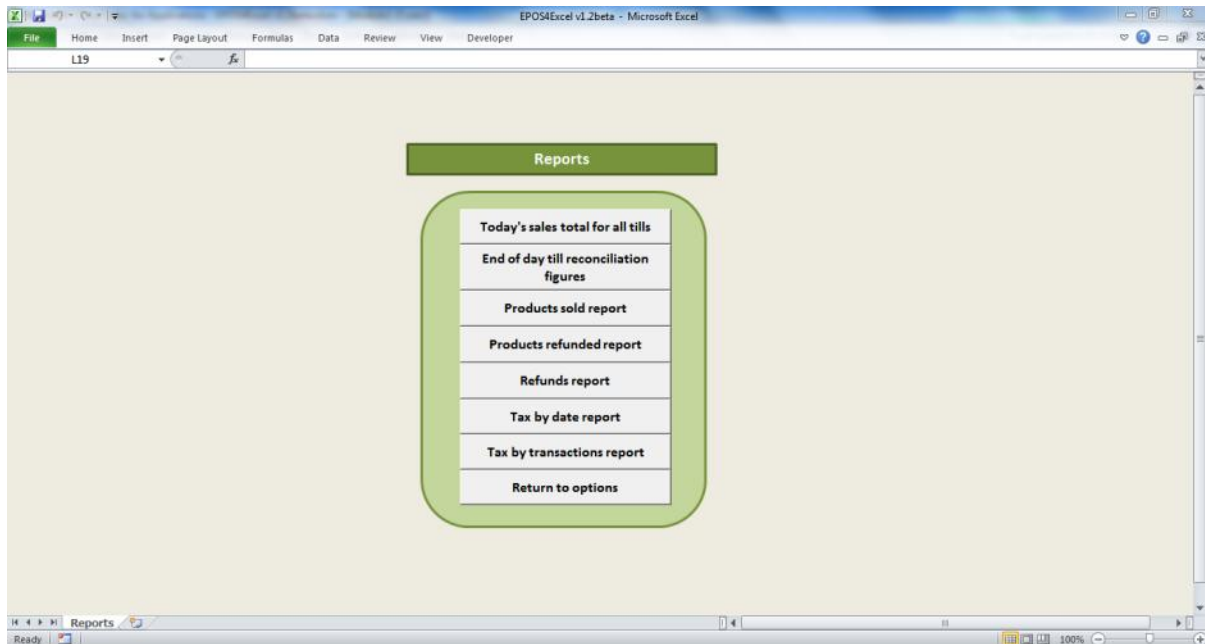 EPOS4Excel v1.2beta - Microsoft Excel
File Home Insert Page Layout Formulas Data Review View Developer
L19 fx
Reports
Today's sales total for all tills
End of day till reconciliation
figures
Products sold report
Products refunded report
Refunds report
Tax by date report
Tax by transactions report
Return to options
Reports
Ready 100%